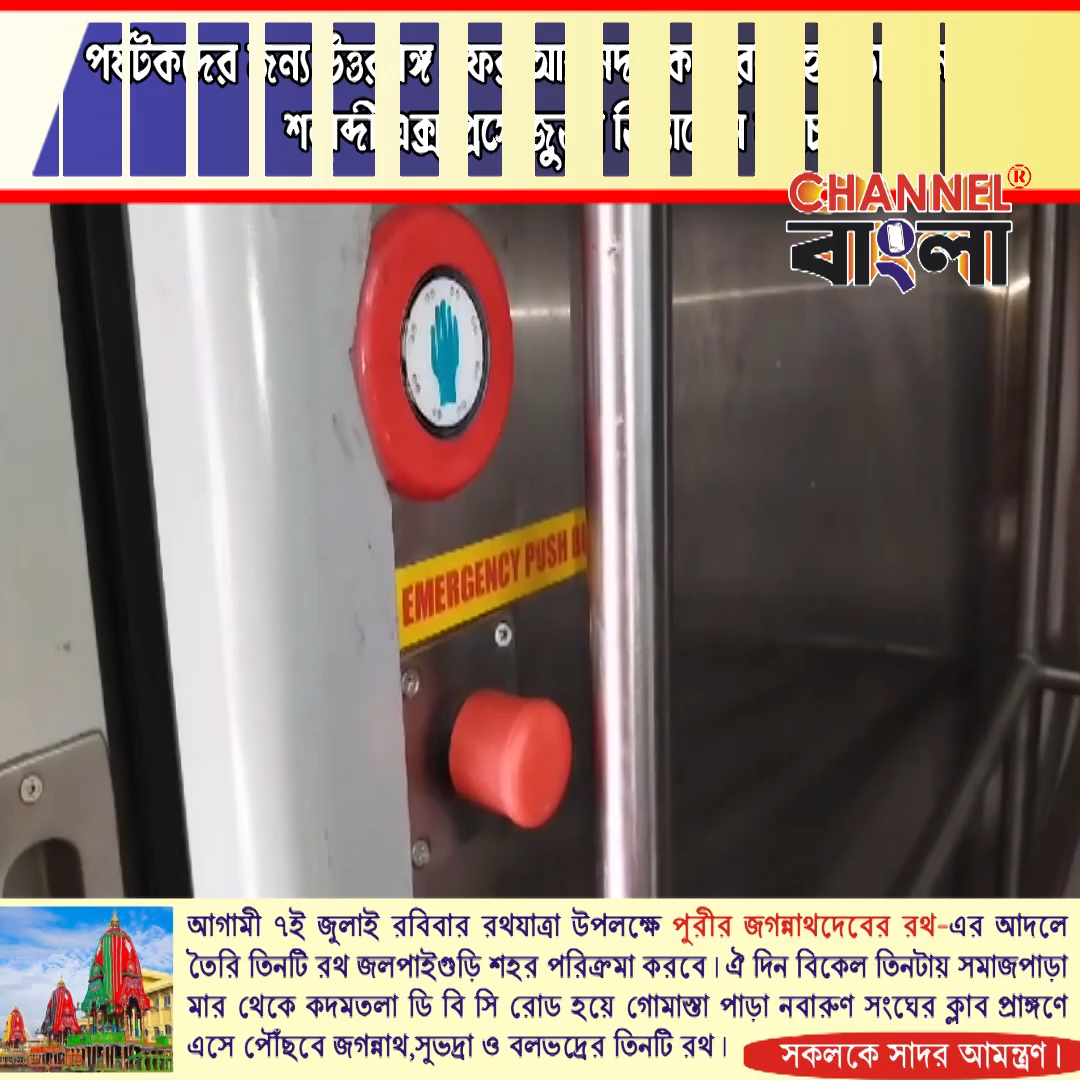 পর্যটকদের জন্য
CHANNEL®
বাংলা
EMERGENCY PUSH
আগামী ৭ই জুলাই রবিবার রথযাত্রা উপলক্ষে পুরীর জগন্নাথদেবের রথ-এর আদলে
তৈরি তিনটি রথ জলপাইগুড়ি শহর পরিক্রমা করবে। ঐ দিন বিকেল তিনটায় সমাজপাড়া
মার থেকে কদমতলা ডি বি সি রোড হয়ে গোমাস্তা পাড়া নবারুণ সংঘের ক্লাব প্রাঙ্গণে
এসে পৌঁছবে জগন্নাথ,সুভদ্রা ও বলভদ্রের তিনটি রথ।
সকলকে সাদর আমন্ত্রণ।